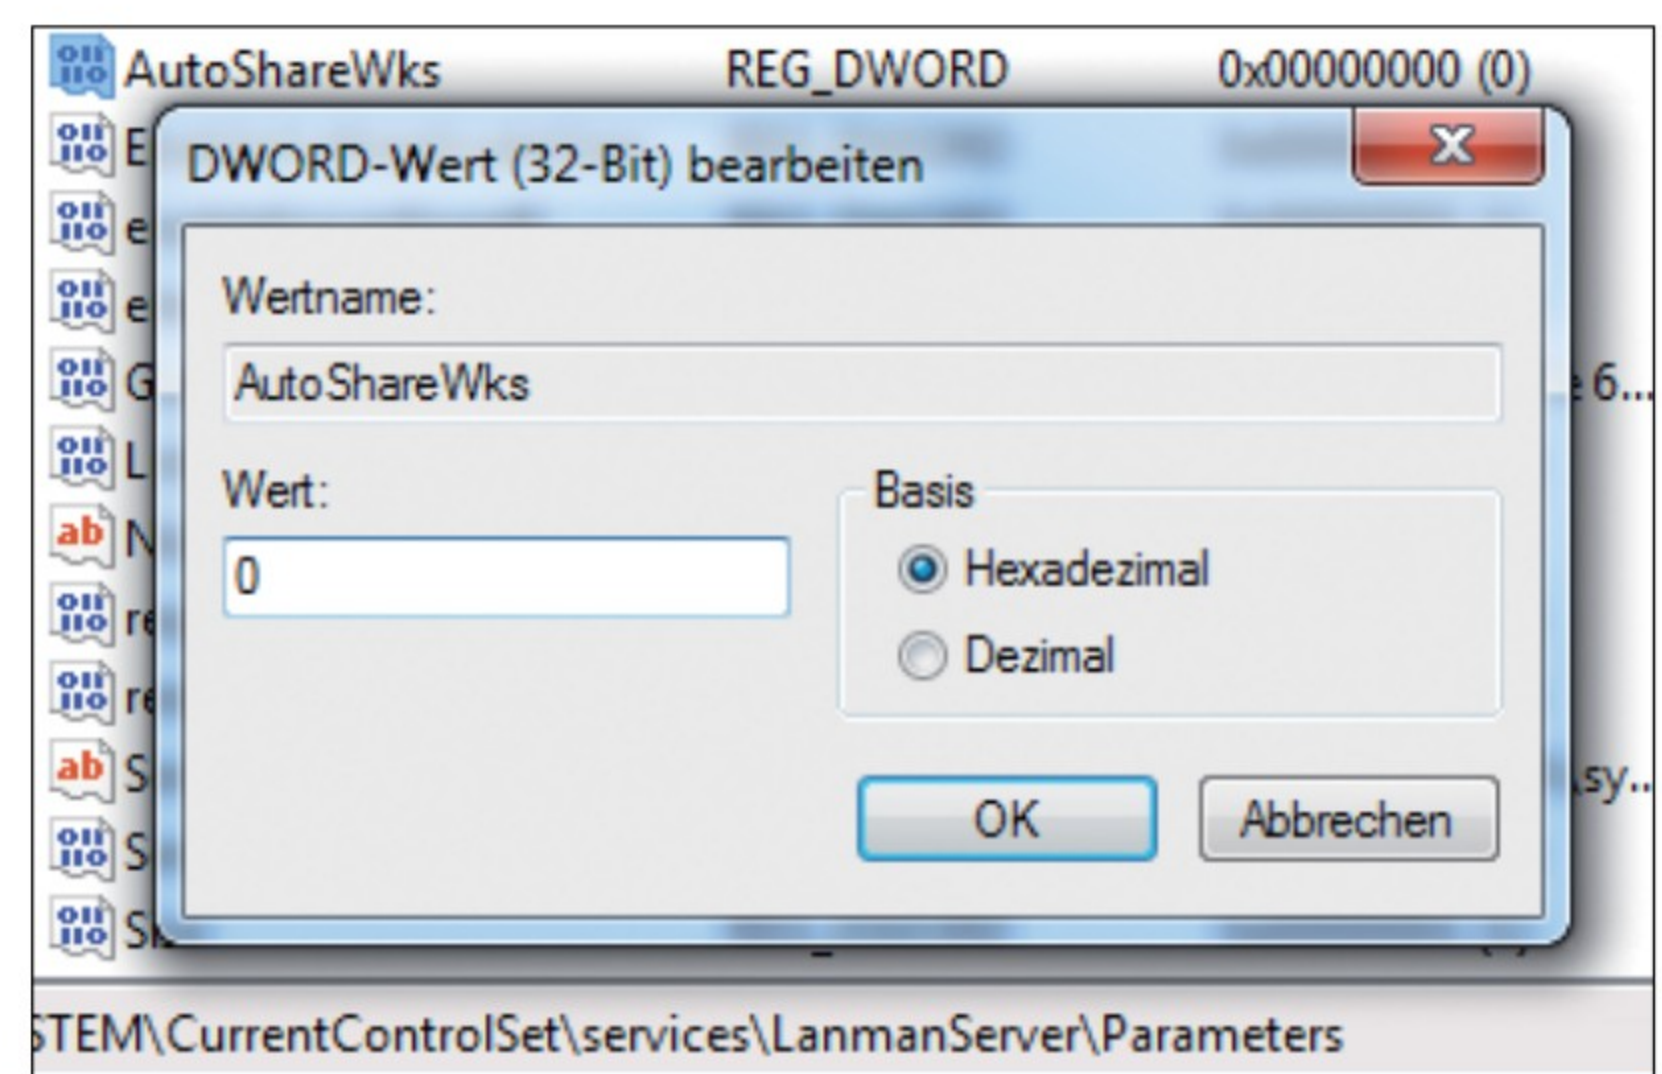 AutoShareWks REG_DWORD 0x00000000 (0)
DWORD-Wert (32-Bit) bearbeiten
Wertname:
AutoShareWks
Wert:
Basis
0
Hexadezimal
Dezimal
OK
Abbrechen
\CurrentControlSet\services\LanmanServer\Parameters